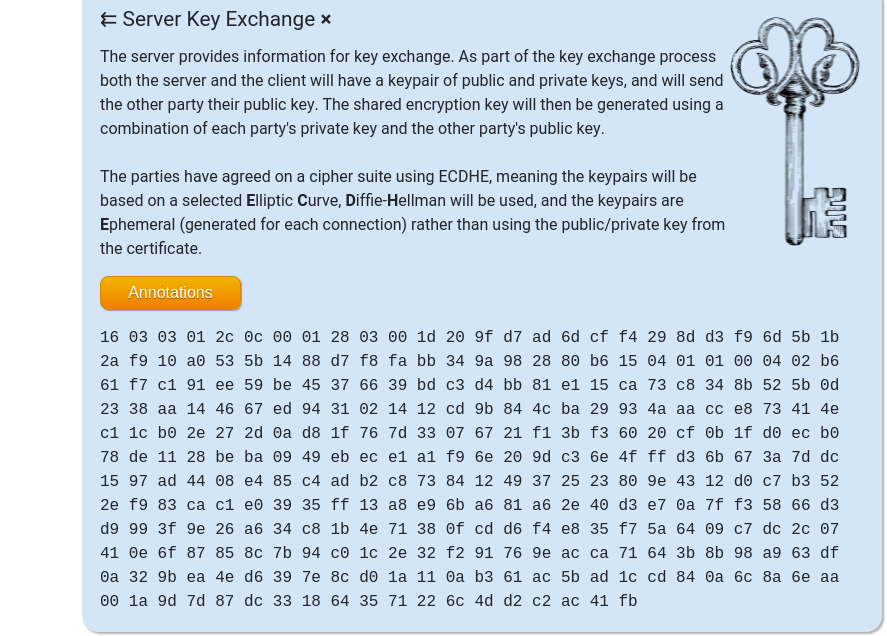 ⇇ Server Key Exchange ×
The server provides information for key exchange. As part of the key exchange process
both the server and the client will have a keypair of public and private keys, and will send
the other party their public key. The shared encryption key will then be generated using a
combination of each party's private key and the other party's public key.
The parties have agreed on a cipher suite using ECDHE, meaning the keypairs will be
based on a selected Elliptic Curve, Diffie-Hellman will be used, and the keypairs are
Ephemeral (generated for each connection) rather than using the public/private key from
the certificate.
Annotations
16 03 03 01 2c 0c 00 01 28 03 00 1d 20 9f d7 ad 6d cf f4 29 8d d3 f9 6d 5b 1b
2a f9 10 a0 53 5b 14 88 d7 f8 fa bb 34 9a 98 28 80 b6 15 04 01 01 00 04 02 b6
61 f7 c1 91 ee 59 be 45 37 66 39 bd c3 d4 bb 81 e1 15 ca 73 c8 34 8b 52 5b 0d
23 38 aa 14 46 67 ed 94 31 02 14 12 cd 9b 84 4c ba 29 93 4a aa cc e8 73 41 4e
c1 1c b0 2e 27 2d 0a d8 1f 76 7d 33 07 67 21 f1 3b f3 60 20 cf 0b 1f d0 ec b0
78 de 11 28 be ba 09 49 eb ec e1 a1 f9 6e 20 9d c3 6e 4f ff d3 6b 67 3a 7d dc
15 97 ad 44 08 e4 85 c4 ad b2 c8 73 84 12 49 37 25 23 80 9e 43 12 d0 c7 b3 52
2e f9 83 ca c1 e0 39 35 ff 13 a8 e9 6b a6 81 a6 2e 40 d3 e7 0a 7f f3 58 66 d3
d9 99 3f 9e 26 a6 34 c8 1b 4e 71 38 0f cd d6 f4 e8 35 f7 5a 64 09 c7 dc 2c 07
41 0e 6f 87 85 8c 7b 94 c0 1c 2e 32 f2 91 76 9e ac ca 71 64 3b 8b 98 a9 63 df
0a 32 9b ea 4e d6 39 7e 8c d0 1a 11 0a b3 61 ac 5b ad 1c cd 84 0a 6c 8a 6e aa
00 1a 9d 7d 87 dc 33 18 64 35 71 22 6c 4d d2 c2 ac 41 fb